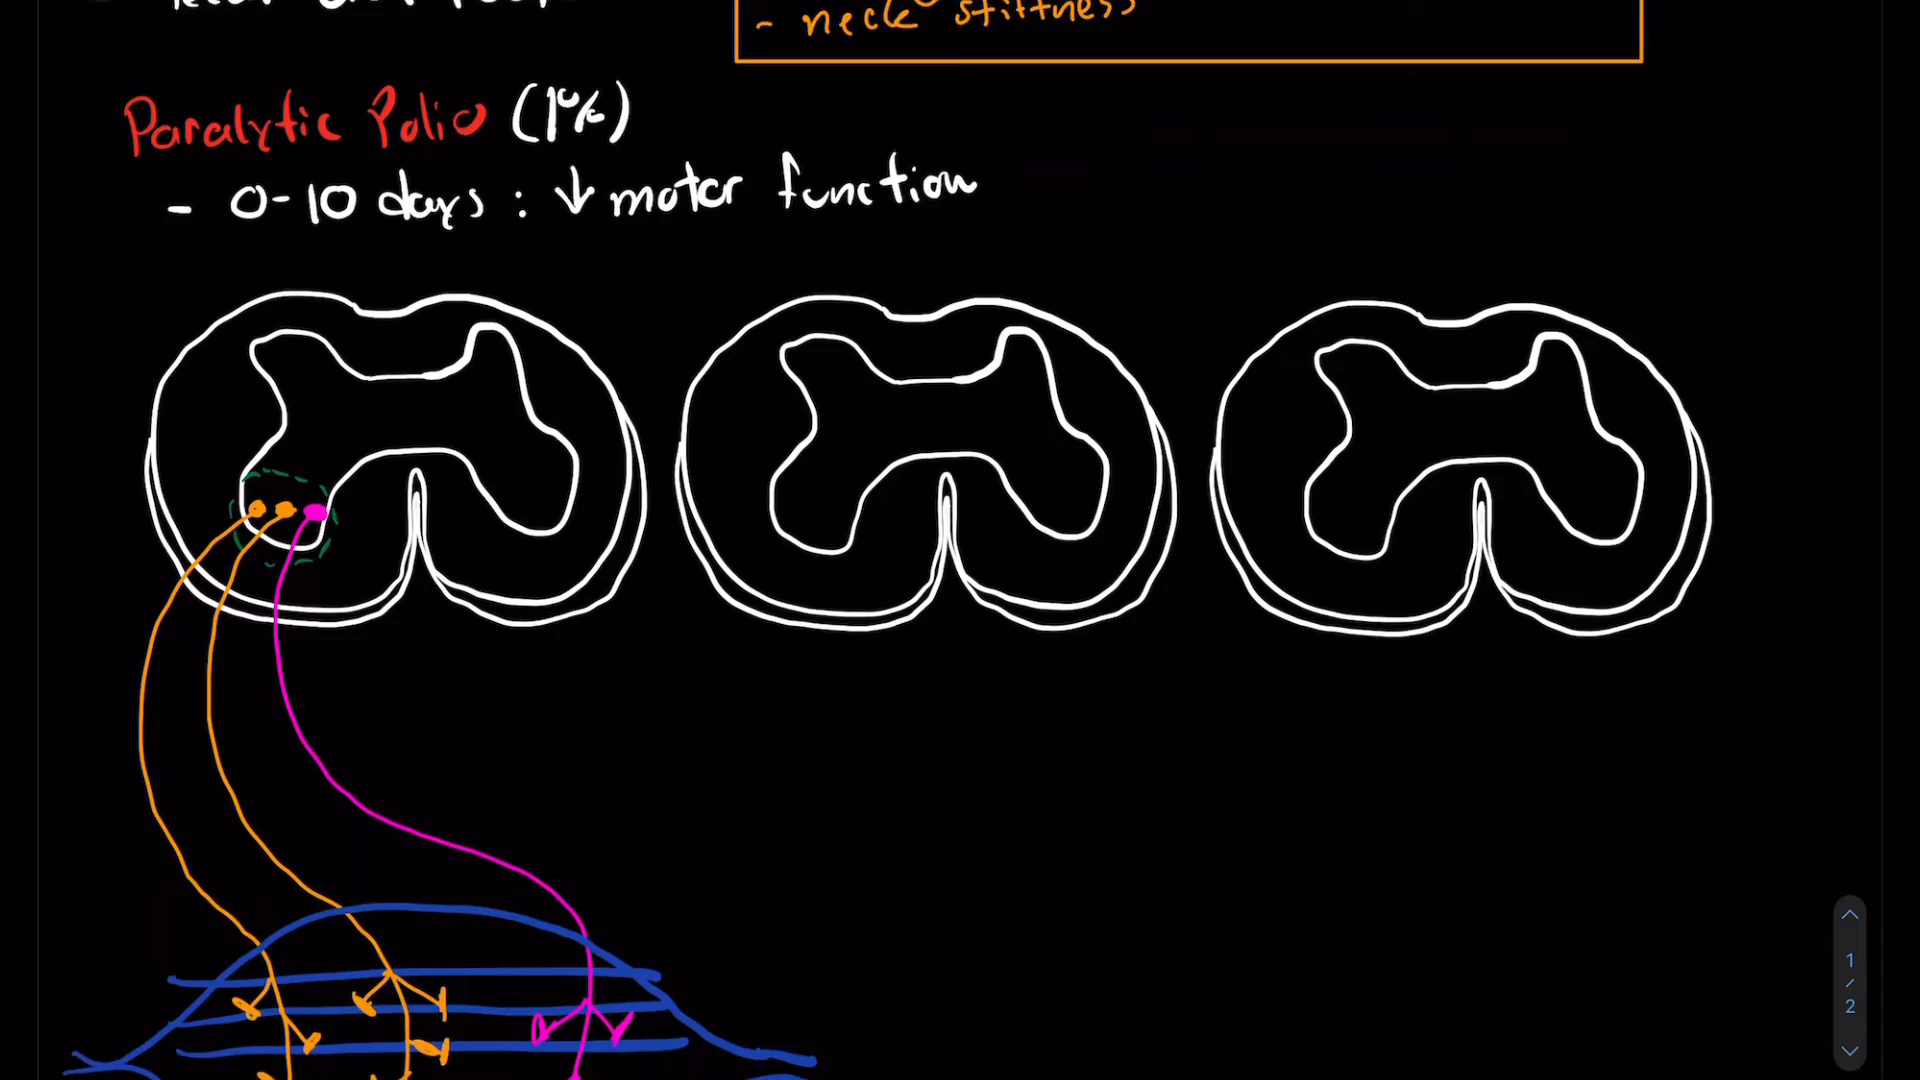 - neck stiffness
Paralytic Polio (1%)
- 0-10 days : ↓ motor function
1
/
2